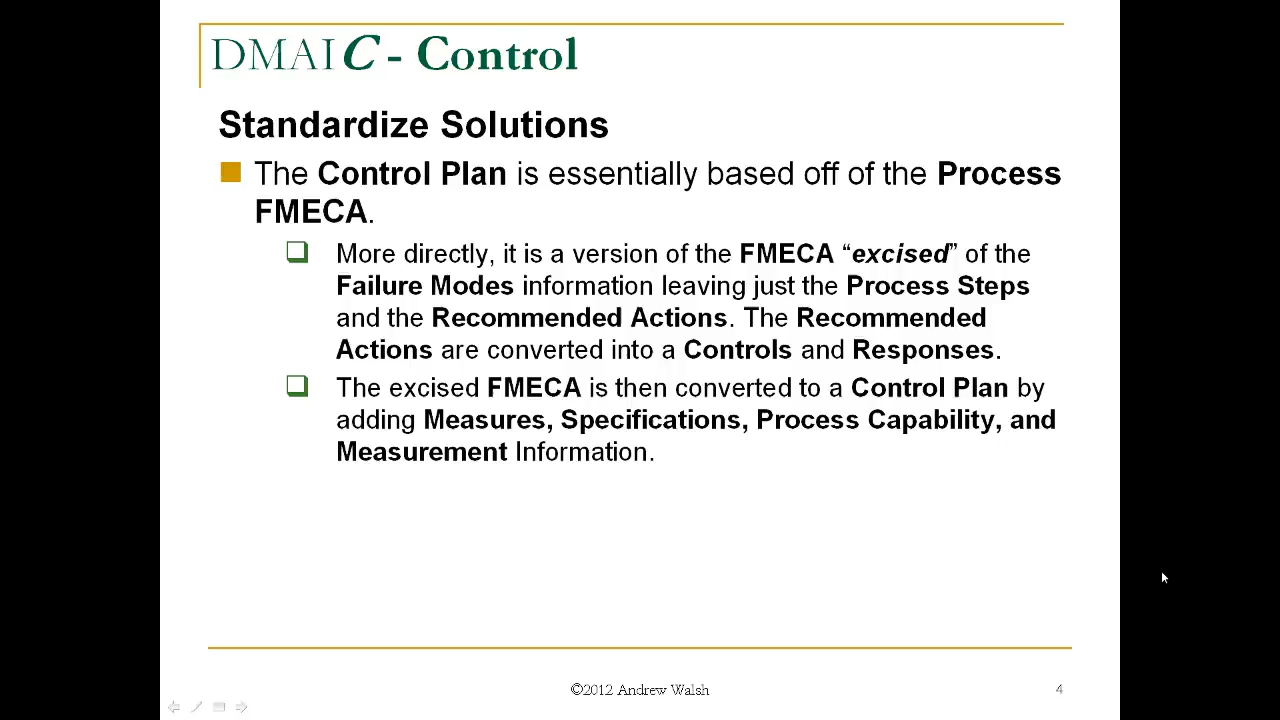 DMAIC - Control
Standardize Solutions
The Control Plan is essentially based off of the Process
FMECA.
More directly, it is a version of the FMECA “excised” of the
Failure Modes information leaving just the Process Steps
and the Recommended Actions. The Recommended
Actions are converted into a Controls and Responses.
The excised FMECA is then converted to a Control Plan by
adding Measures, Specifications, Process Capability, and
Measurement Information.
©2012 Andrew Walsh
4